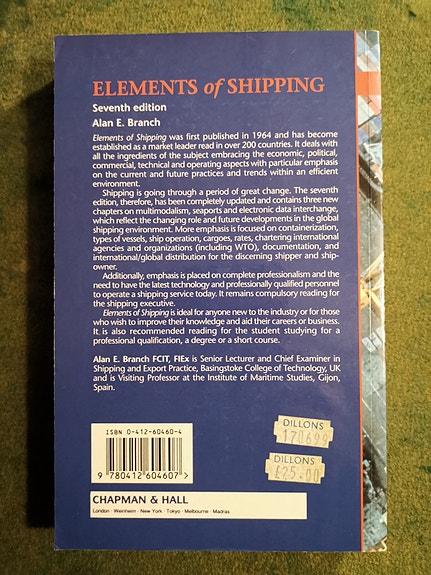 ELEMENTS of SHIPPING
Seventh edition
Alan E. Branch
Elements of Shipping was first published in 1964 and has become
established as a market leader read in over 200 countries. It deals with
all the ingredients of the subject embracing the economic, political,
commercial, technical and operating aspects with particular emphasis
on the current and future practices and trends within an efficient
environment.
Shipping is going through a period of great change. The seventh
edition, therefore, has been completely updated and contains three new
chapters on multimodalism, seaports and electronic data interchange,
which reflect the changing role and future developments in the global
shipping environment. More emphasis is focused on containerization,
types of vessels, ship operation, cargoes, rates, chartering international
agencies and organizations (including WTO), documentation, and
international/global distribution for the discerning shipper and ship-
owner.
Additionally, emphasis is placed on complete professionalism and the
need to have the latest technology and professionally qualified personnel
to operate a shipping service today. It remains compulsory reading for
the shipping executive.
Elements of Shipping is ideal for anyone new to the industry or for those
who wish to improve their knowledge and aid their careers or business.
It is also recommended reading for the student studying for a
professional qualification, a degree or a short course.
Alan E. Branch FCIT, FIEx is Senior Lecturer and Chief Examiner in
Shipping and Export Practice, Basingstoke College of Technology, UK
and is Visiting Professor at the Institute of Maritime Studies, Gijon,
Spain.
ISBN 0-412-60460-4
9 780412 604607 >
DILLONS
170699
DILLONS
£25.00
CHAPMAN & HALL
London · Weinheim · New York · Tokyo · Melbourne · Madras